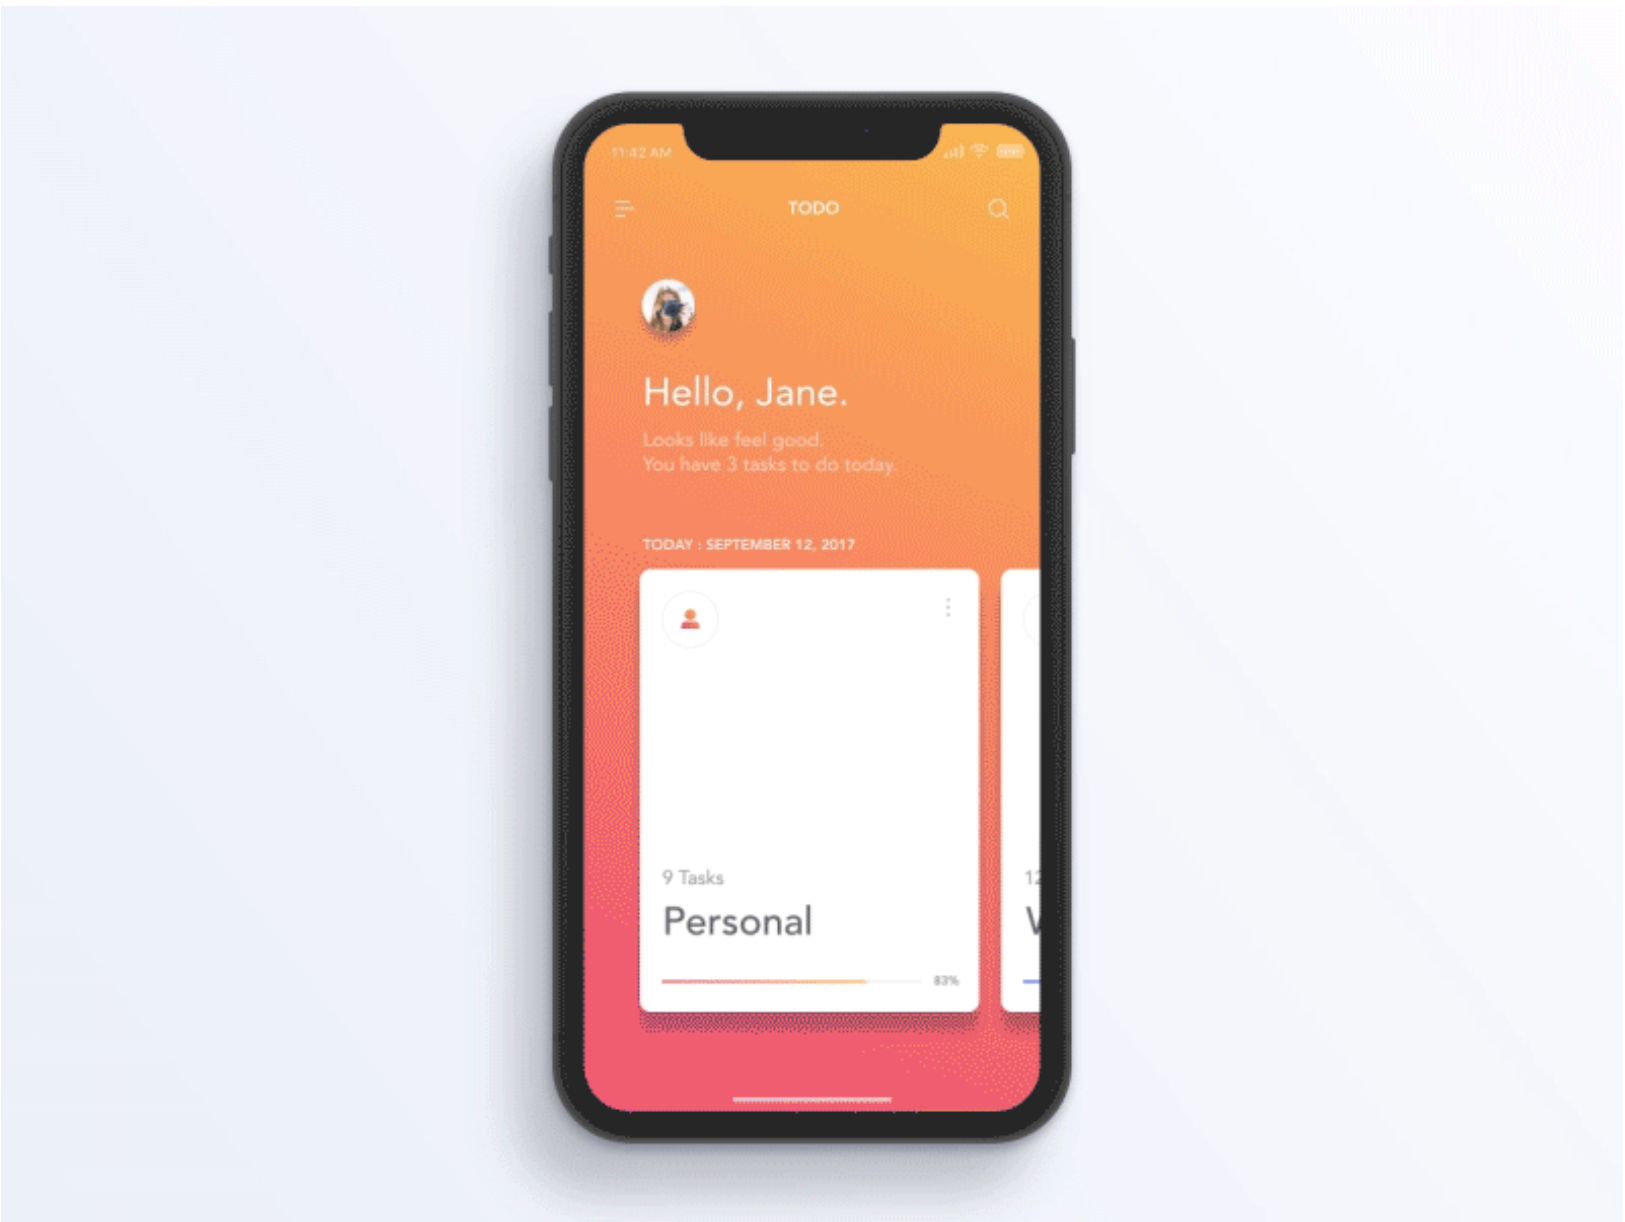 11:42 AM
TODO
Hello, Jane.
Looks like feel good.
You have 3 tasks to do today.
TODAY : SEPTEMBER 12, 2017
9 Tasks
12
Personal
83%